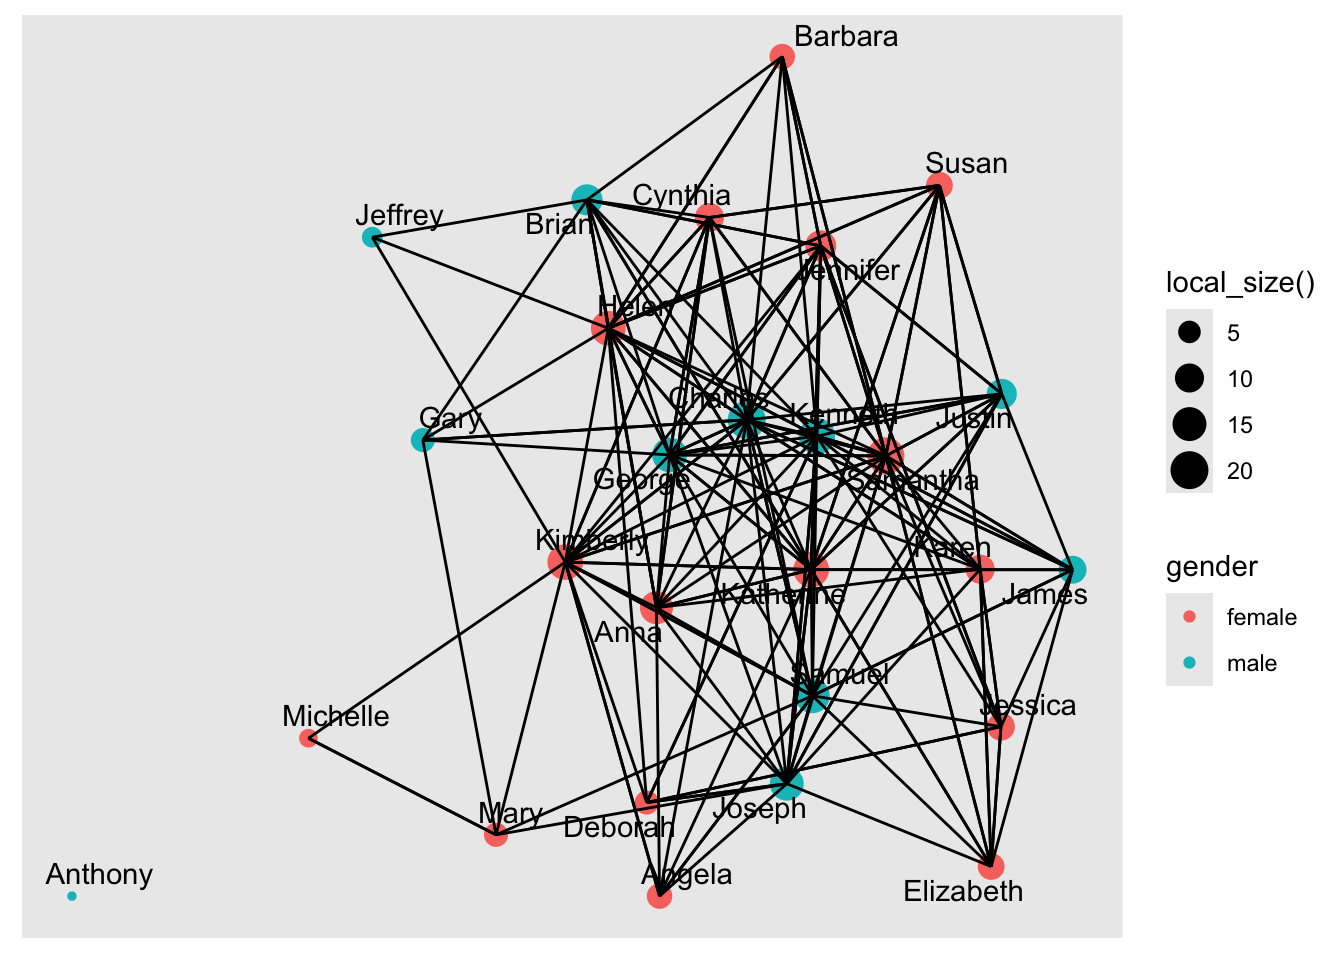 Barbara
Susan
Cynthia
Jeffrey
Brian
Jennifer
local_size()
Helen
5
10
Charles
Kenneth
Gary
Justin
15
George
Samantha
20
Kimberly
Karen
gender
Katherine
James
female
Anna
male
Samuel
Michelle
Jessica
Mary
Joseph
Deborah
Anthony
Angela
Elizabeth